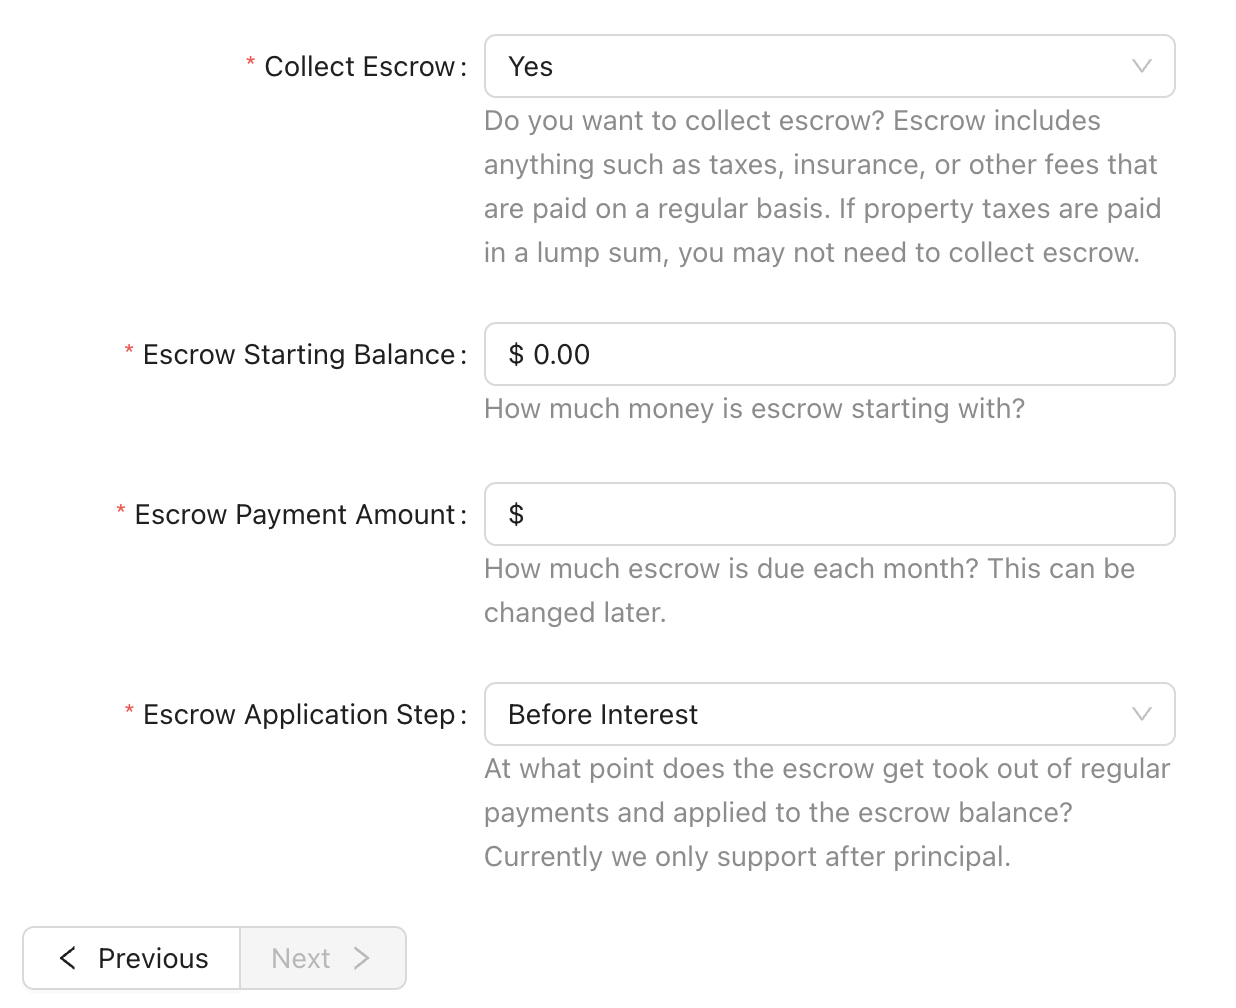 * Collect Escrow: Yes
Do you want to collect escrow? Escrow includes
anything such as taxes, insurance, or other fees that
are paid on a regular basis. If property taxes are paid
in a lump sum, you may not need to collect escrow.
* Escrow Starting Balance: $ 0.00
How much money is escrow starting with?
* Escrow Payment Amount: $
How much escrow is due each month? This can be
changed later.
* Escrow Application Step: Before Interest
At what point does the escrow get took out of regular
payments and applied to the escrow balance?
Currently we only support after principal.
Previous Next